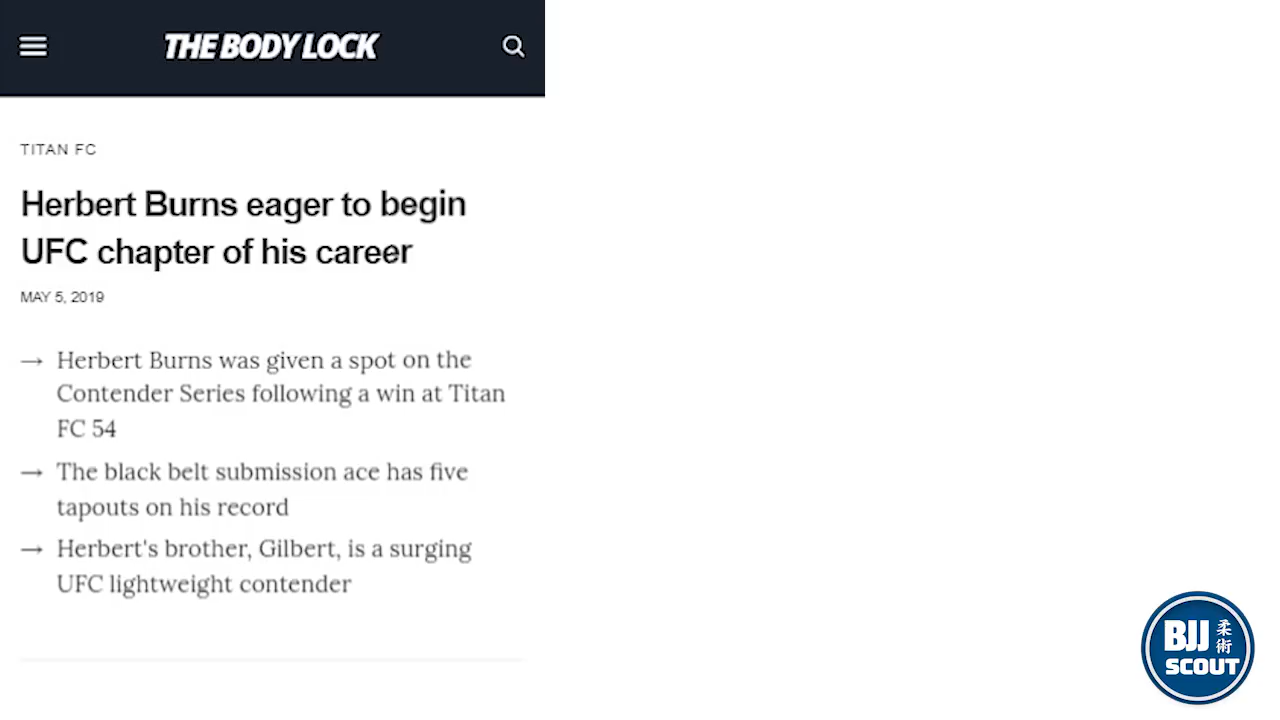 THE BODY LOCK
TITAN FC
Herbert Burns eager to begin
UFC chapter of his career
MAY 5, 2019
→ Herbert Burns was given a spot on the
Contender Series following a win at Titan
FC 54
→ The black belt submission ace has five
tapouts on his record
→ Herbert's brother, Gilbert, is a surging
UFC lightweight contender
BJJ 柔術
SCOUT